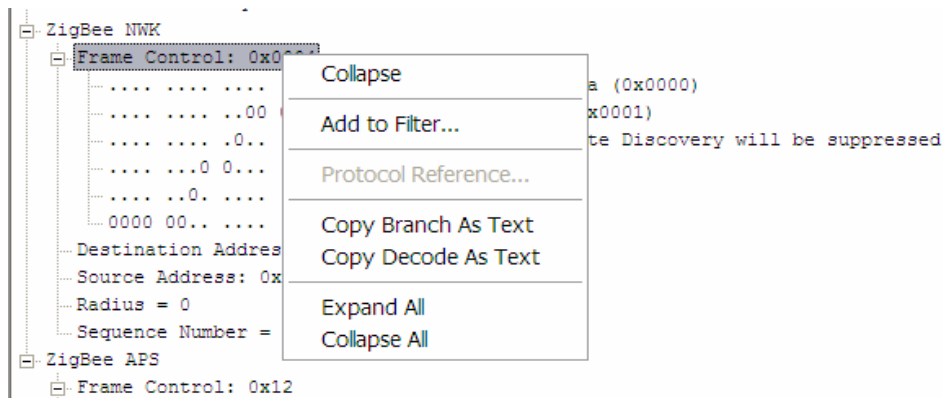 ZigBee NWK
Frame Control: 0x0004
.... .... .... a (0x0000)
.... .... ..00 x0001)
.... .... .0.. te Discovery will be suppressed
.... ...0 0...
.... ..0. ....
0000 00.. ....
Destination Addres
Source Address: 0x
Radius = 0
Sequence Number =
ZigBee APS
Frame Control: 0x12
Collapse
Add to Filter...
Protocol Reference...
Copy Branch As Text
Copy Decode As Text
Expand All
Collapse All